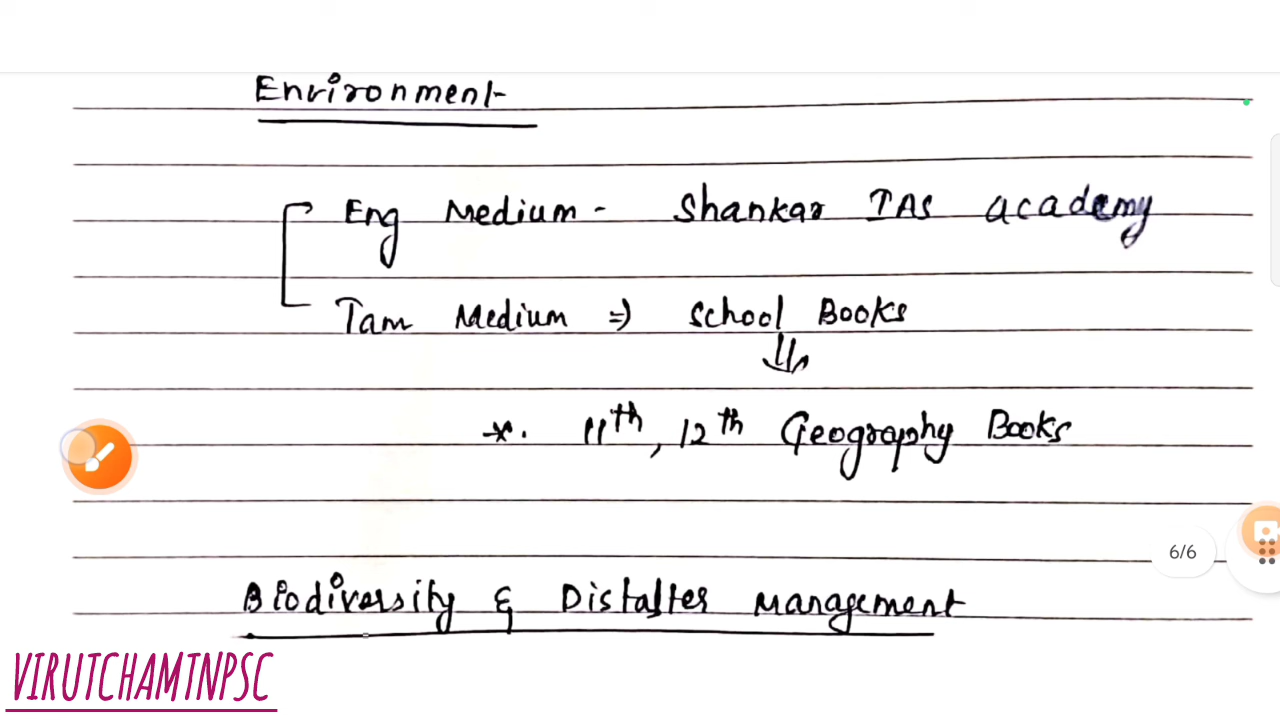 Environment
Eng Medium - Shankar IAS academy
Tam Medium => School Books
*. 11th, 12th Geography Books
6/6
Biodiversity & Distaster Management
VIRUTCHAMTNPSC